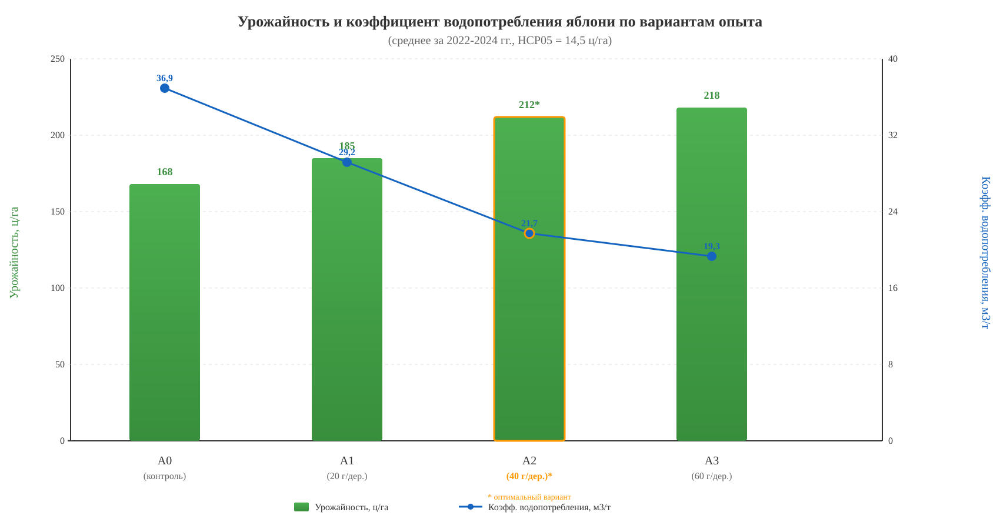 Урожайность и коэффициент водопотребления яблони по вариантам опыта
(среднее за 2022-2024 гг., НСР05 = 14,5 ц/га)
250
40
36,9
218
212*
200
32
185
29,2
168
150
24
21,7
19,3
100
16
50
8
0
0
Урожайность, ц/га
Коэфф. водопотребления, м3/т
А0
А1
А2
А3
(контроль)
(20 г/дер.)
(40 г/дер.)*
(60 г/дер.)
* оптимальный вариант
Урожайность, ц/га
Коэфф. водопотребления, м3/т